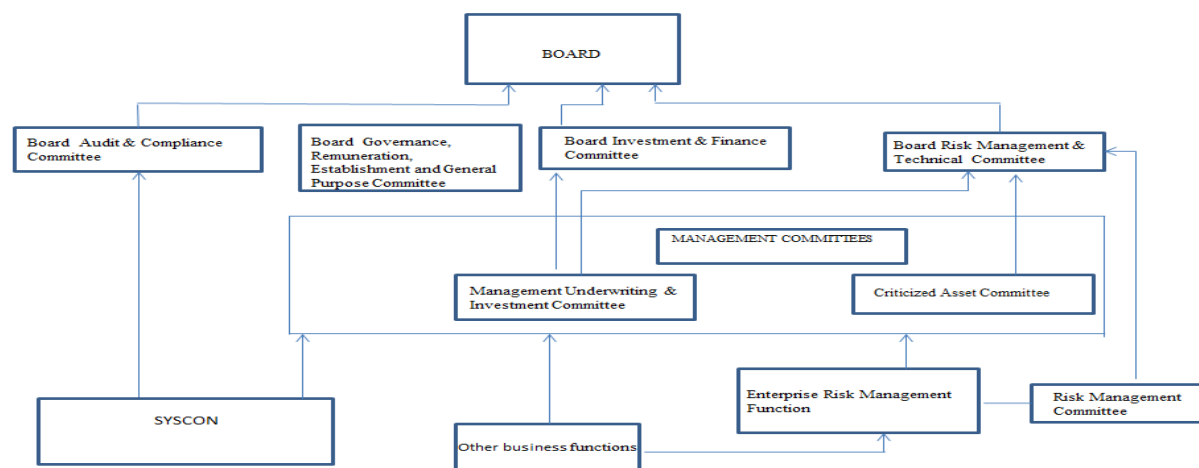 BOARD
Board Audit & Compliance
Committee
Board Governance,
Remuneration,
Establishment and General
Purpose Committee
Board Investment & Finance
Committee
Board Risk Management &
Technical Committee
MANAGEMENT COMMITTEES
Management Underwriting &
Investment Committee
Criticized Asset Committee
SYSCON
Other business functions
Enterprise Risk Management
Function
Risk Management
Committee